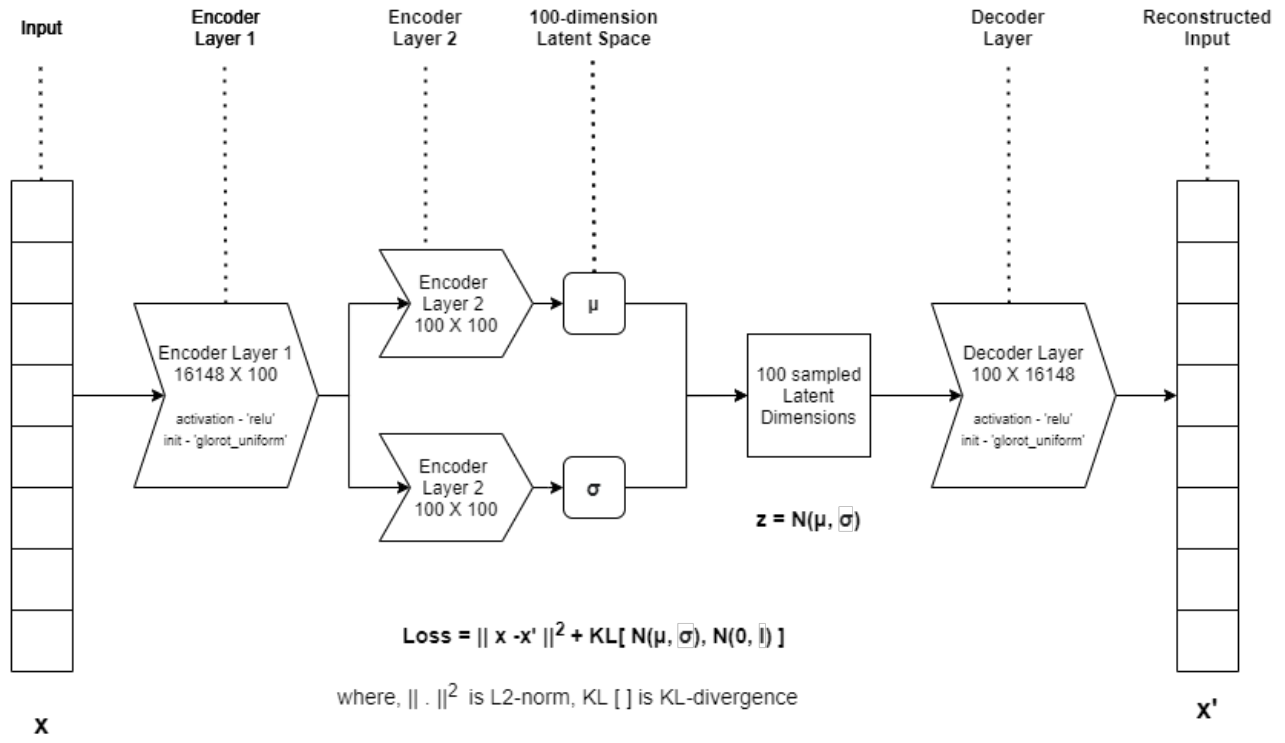 Input
Encoder
Layer 1
Encoder
Layer 2
100-dimension
Latent Space
Decoder
Layer
Reconstructed
Input
Encoder Layer 1
16148 X 100
activation - 'relu'
init - 'glorot_uniform'
Encoder
Layer 2
100 X 100
μ
Encoder
Layer 2
100 X 100
σ
100 sampled
Latent
Dimensions
z = N(μ, σ)
Decoder Layer
100 X 16148
activation - 'relu'
init - 'glorot_uniform'
Loss = || x -x' ||² + KL[ N(μ, σ), N(0, I) ]
where, || . ||² is L2-norm, KL [ ] is KL-divergence
X
X'